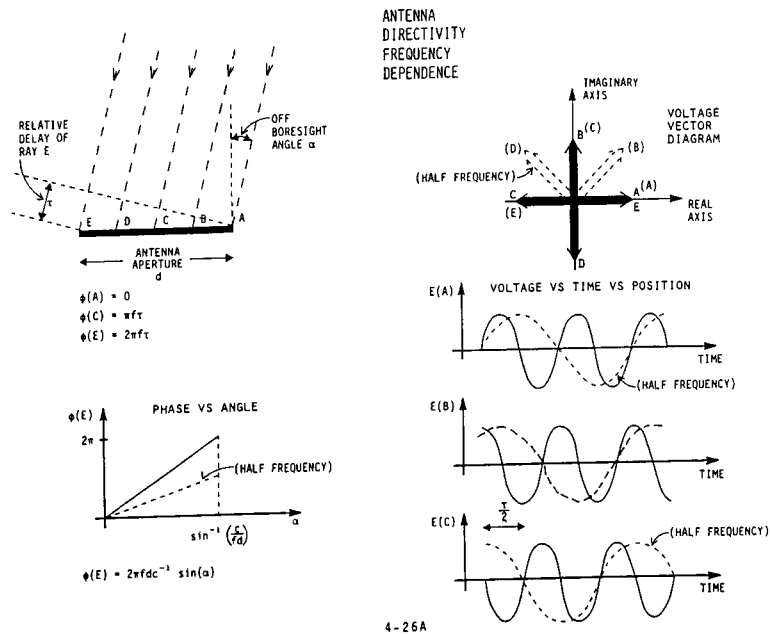 ANTENNA
DIRECTIVITY
FREQUENCY
DEPENDENCE
RELATIVE
DELAY OF
RAY E
OFF
BORESIGHT
ANGLE α
τ
E D C B A
ANTENNA
APERTURE
d
φ(A) = 0
φ(C) = πfτ
φ(E) = 2πfτ
IMAGINARY
AXIS
VOLTAGE
VECTOR
DIAGRAM
B(C)
(D)
(B)
(HALF FREQUENCY)
C
(E)
A(A)
E
REAL
AXIS
D
VOLTAGE VS TIME VS POSITION
E(A)
TIME
(HALF FREQUENCY)
E(B)
TIME
τ/2
E(C)
(HALF FREQUENCY)
TIME
PHASE VS ANGLE
φ(E)
2π
(HALF FREQUENCY)
α
sin⁻¹ (c/fd)
φ(E) = 2πfdc⁻¹ sin(α)
4-26A